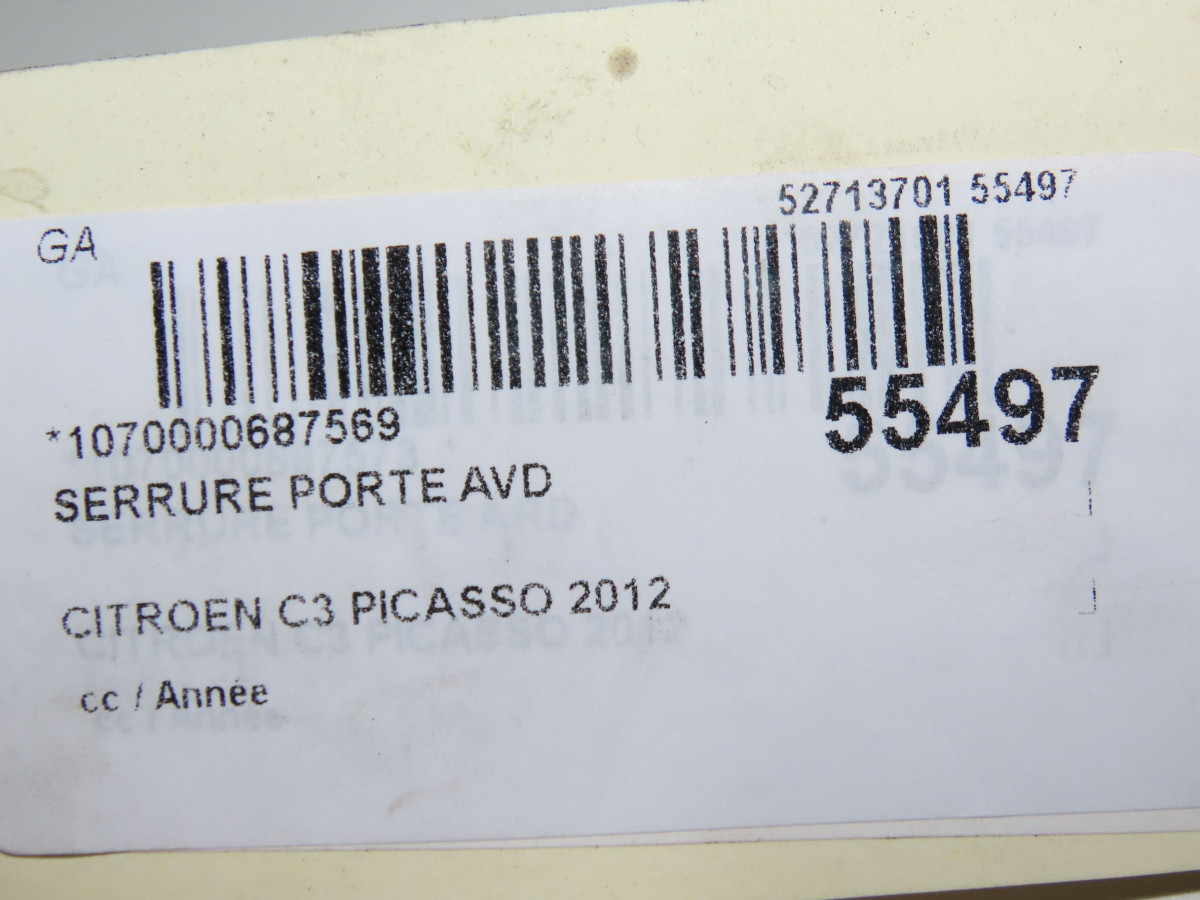 GA
52713701 55497
*1070000687569
55497
SERRURE PORTE AVD
CITROEN C3 PICASSO 2012
cc / Année